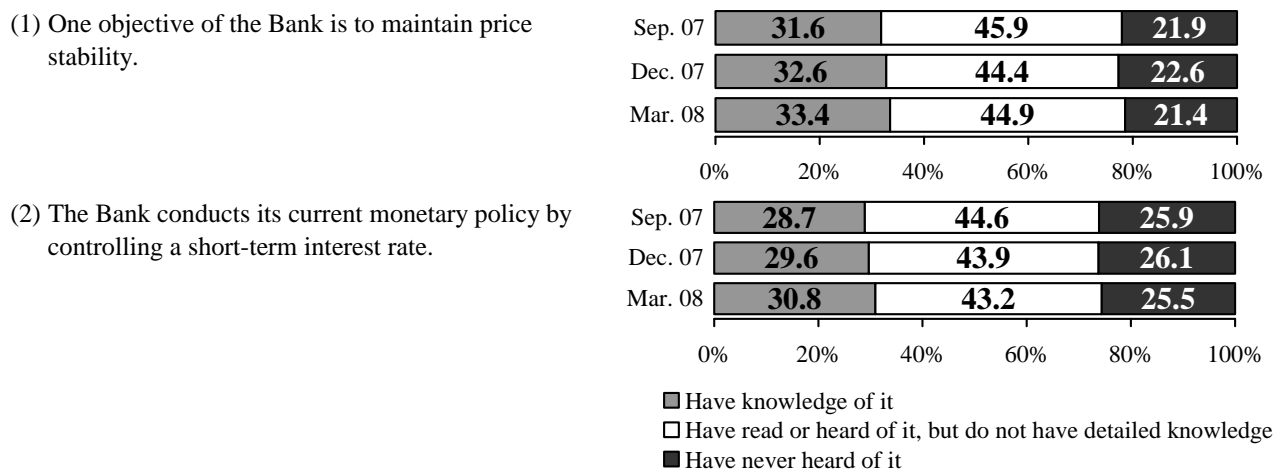 (1) One objective of the Bank is to maintain price
stability.
Sep. 07 31.6 45.9 21.9
Dec. 07 32.6 44.4 22.6
Mar. 08 33.4 44.9 21.4
0% 20% 40% 60% 80% 100%
(2) The Bank conducts its current monetary policy by
controlling a short-term interest rate.
Sep. 07 28.7 44.6 25.9
Dec. 07 29.6 43.9 26.1
Mar. 08 30.8 43.2 25.5
0% 20% 40% 60% 80% 100%
Have knowledge of it
Have read or heard of it, but do not have detailed knowledge
Have never heard of it